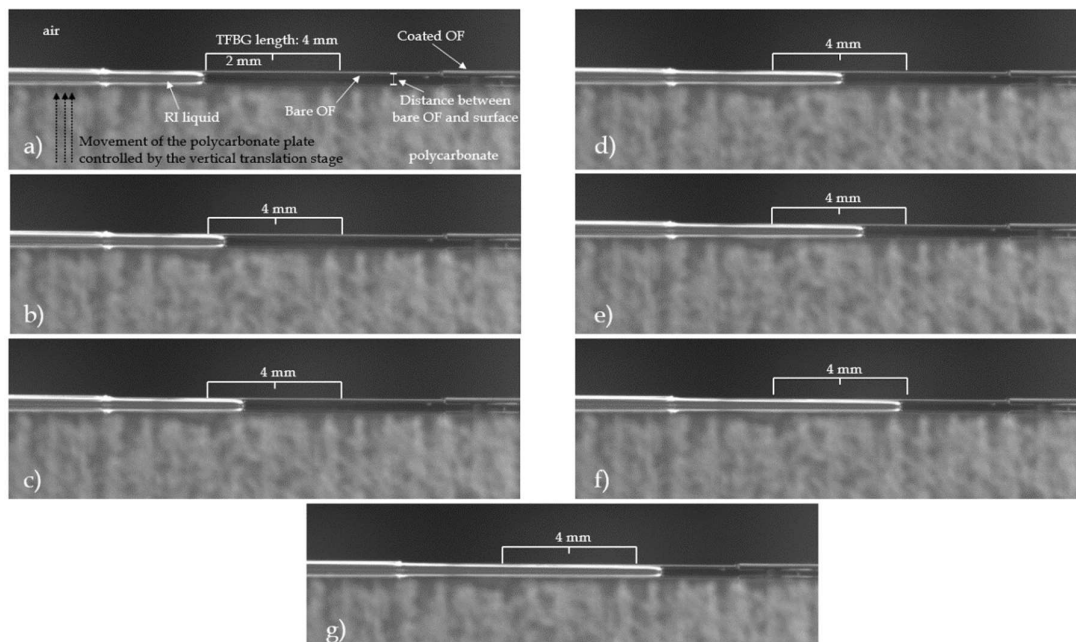 air
TFBG length: 4 mm
2 mm
Coated OF
RI liquid
Bare OF
Distance between
bare OF and surface
Movement of the polycarbonate plate
controlled by the vertical translation stage
polycarbonate
a)
4 mm
b)
4 mm
c)
4 mm
d)
4 mm
e)
4 mm
f)
4 mm
g)